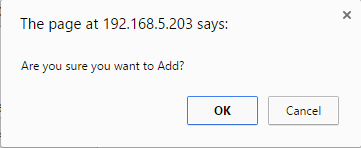 The page at 192.168.5.203 says:
Are you sure you want to Add?
OK Cancel